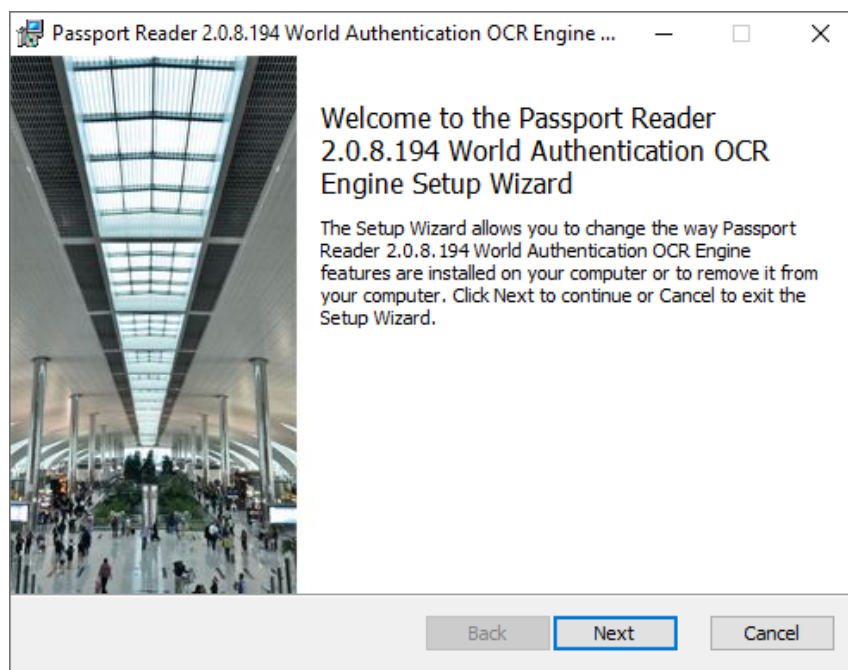 Passport Reader 2.0.8.194 World Authentication OCR Engine ...
Welcome to the Passport Reader
2.0.8.194 World Authentication OCR
Engine Setup Wizard
The Setup Wizard allows you to change the way Passport
Reader 2.0.8.194 World Authentication OCR Engine
features are installed on your computer or to remove it from
your computer. Click Next to continue or Cancel to exit the
Setup Wizard.
Back Next Cancel